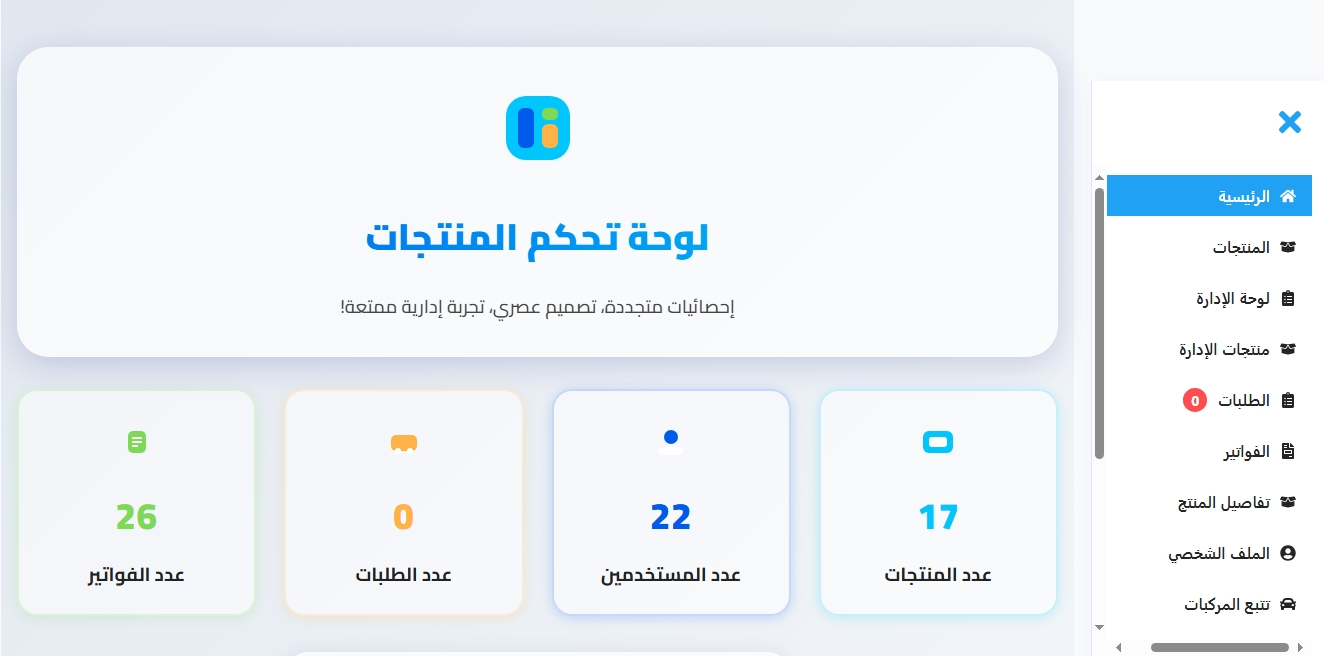 الرئيسية
المنتجات
لوحة الإدارة
منتجات الإدارة
الطلبات 0
الفواتير
تفاصيل المنتج
الملف الشخصي
تتبع المركبات
لوحة تحكم المنتجات
إحصائيات متجددة، تصميم عصري، تجربة إدارية ممتعة!
17
عدد المنتجات
22
عدد المستخدمين
0
عدد الطلبات
26
عدد الفواتير